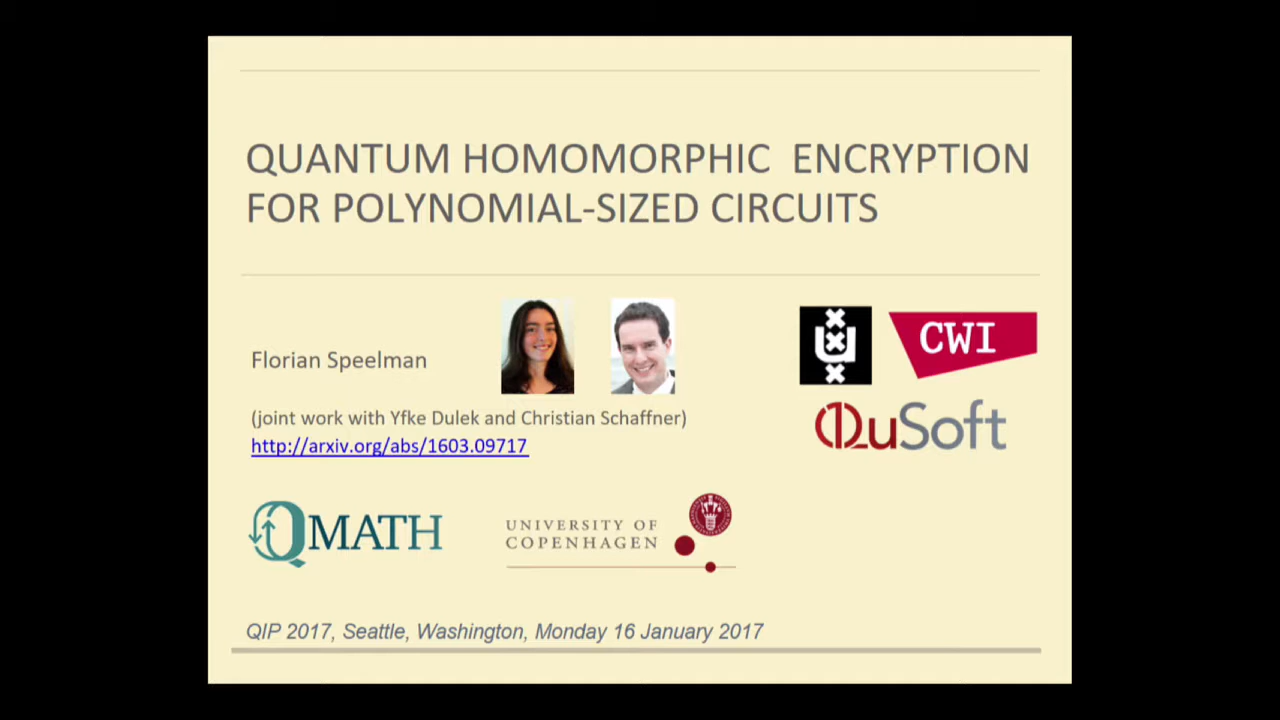 QUANTUM HOMOMORPHIC ENCRYPTION
FOR POLYNOMIAL-SIZED CIRCUITS
Florian Speelman
(joint work with Yfke Dulek and Christian Schaffner)
http://arxiv.org/abs/1603.09717
CWI
QuSoft
QMATH
UNIVERSITY OF
COPENHAGEN
QIP 2017, Seattle, Washington, Monday 16 January 2017